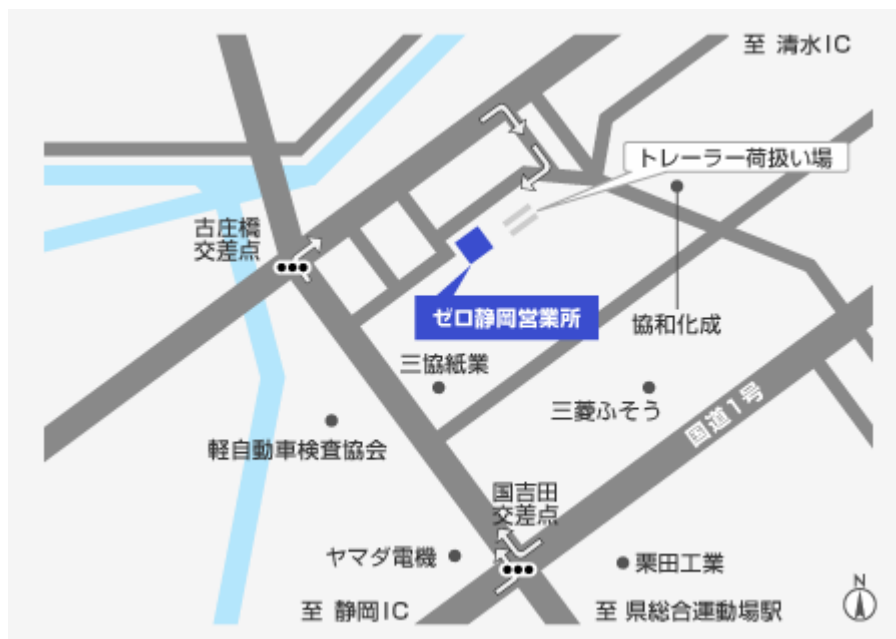 至 清水IC
トレーラー荷扱い場
古庄橋
交差点
ゼロ静岡営業所
協和化成
三協紙業
三菱ふそう
国道1号
軽自動車検査協会
国吉田
交差点
ヤマダ電機
栗田工業
至 静岡IC
至 県総合運動場駅
N